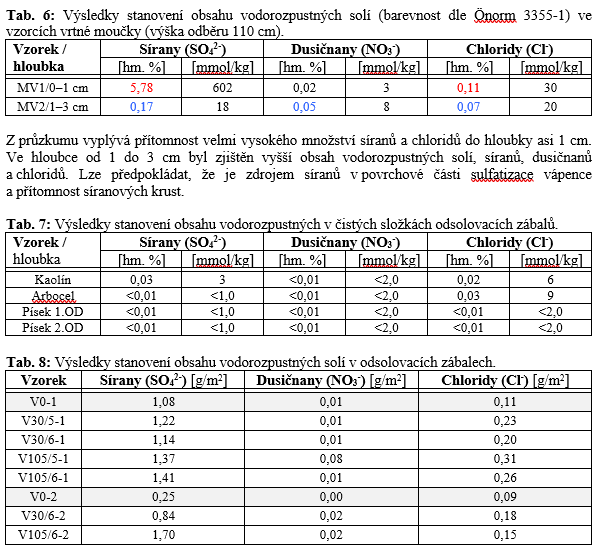 Tab. 6: Výsledky stanovení obsahu vodorozpustných solí (barevnost dle Önorm 3355-1) ve
vzorcích vrtné moučky (výška odběru 110 cm).
Vzorek / Sírany (SO₄²⁻) Dusičnany (NO₃⁻) Chloridy (Cl⁻)
hloubka [hm. %] [mmol/kg] [hm. %] [mmol/kg] [hm. %] [mmol/kg]
MV1/0–1 cm 5,78 602 0,02 3 0,11 30
MV2/1–3 cm 0,17 18 0,05 8 0,07 20
Z průzkumu vyplývá přítomnost velmi vysokého množství síranů a chloridů do hloubky asi 1 cm.
Ve hloubce od 1 do 3 cm byl zjištěn vyšší obsah vodorozpustných solí, síranů, dusičnanů
a chloridů. Lze předpokládat, že je zdrojem síranů v povrchové části sulfatizace vápence
a přítomnost síranových krust.
Tab. 7: Výsledky stanovení obsahu vodorozpustných v čistých složkách odsolovacích zábalů.
Vzorek / Sírany (SO₄²⁻) Dusičnany (NO₃⁻) Chloridy (Cl⁻)
hloubka [hm. %] [mmol/kg] [hm. %] [mmol/kg] [hm. %] [mmol/kg]
Kaolín 0,03 3 <0,01 <2,0 0,02 6
Arbocel <0,01 <1,0 <0,01 <2,0 0,03 9
Písek 1.OD <0,01 <1,0 <0,01 <2,0 <0,01 <2,0
Písek 2.OD <0,01 <1,0 <0,01 <2,0 <0,01 <2,0
Tab. 8: Výsledky stanovení obsahu vodorozpustných solí v odsolovacích zábalech.
Vzorek Sírany (SO₄²⁻) [g/m²] Dusičnany (NO₃⁻) [g/m²] Chloridy (Cl⁻) [g/m²]
V0-1 1,08 0,01 0,11
V30/5-1 1,22 0,01 0,23
V30/6-1 1,14 0,01 0,20
V105/5-1 1,37 0,08 0,31
V105/6-1 1,41 0,01 0,26
V0-2 0,25 0,00 0,09
V30/6-2 0,84 0,02 0,18
V105/6-2 1,70 0,02 0,15